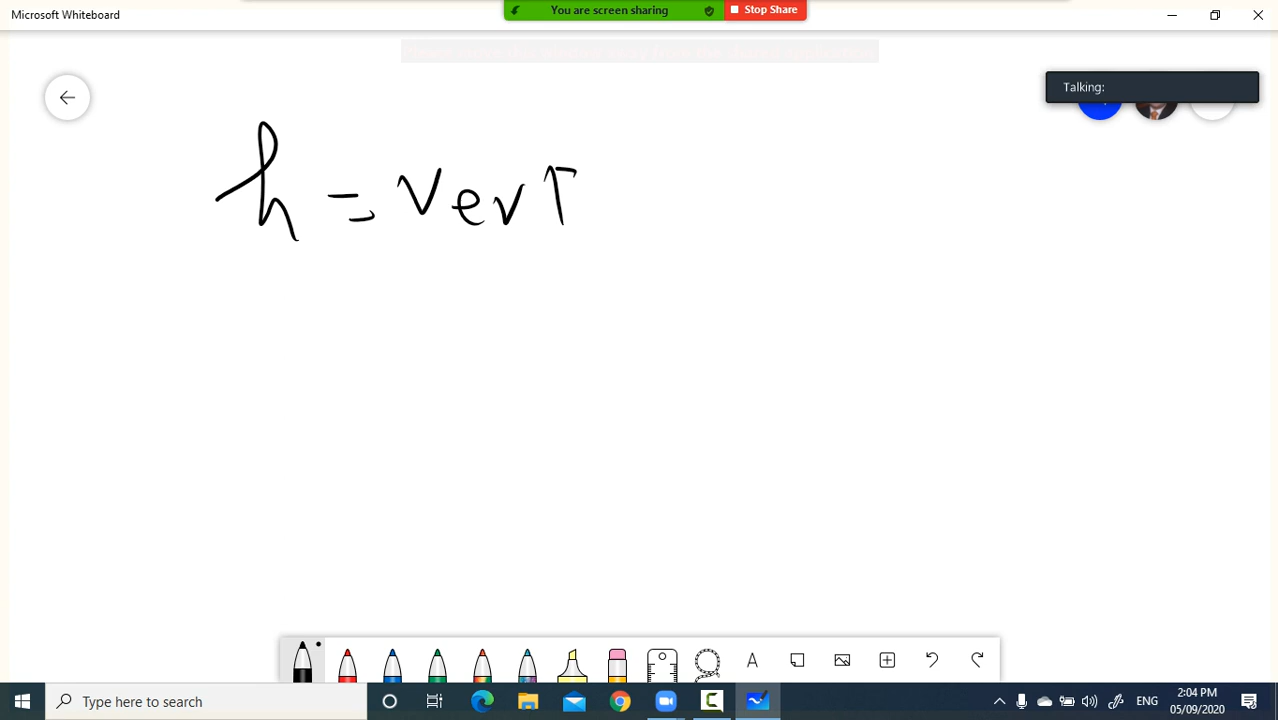 Microsoft Whiteboard
You are screen sharing
Stop Share
Talking:
h = ver
Type here to search
A
ENG
2:04 PM
05/09/2020